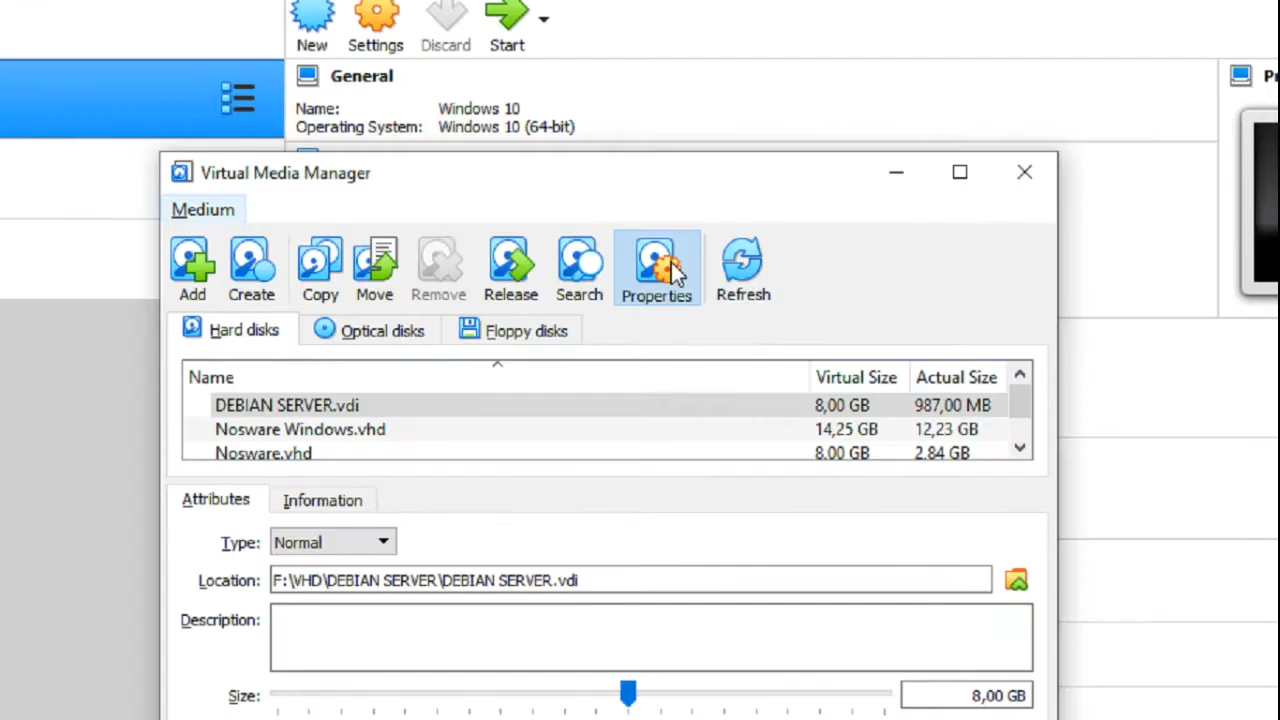 New Settings Discard Start
General
Name: Windows 10
Operating System: Windows 10 (64-bit)
Virtual Media Manager
Medium
Add Create Copy Move Remove Release Search Properties Refresh
Hard disks Optical disks Floppy disks
Name Virtual Size Actual Size
DEBIAN SERVER.vdi 8,00 GB 987,00 MB
Nosware Windows.vhd 14,25 GB 12,23 GB
Nosware.vhd 8,00 GB 2,84 GB
Attributes Information
Type: Normal
Location: F:\VHD\DEBIAN SERVER\DEBIAN SERVER.vdi
Description:
Size: 8,00 GB